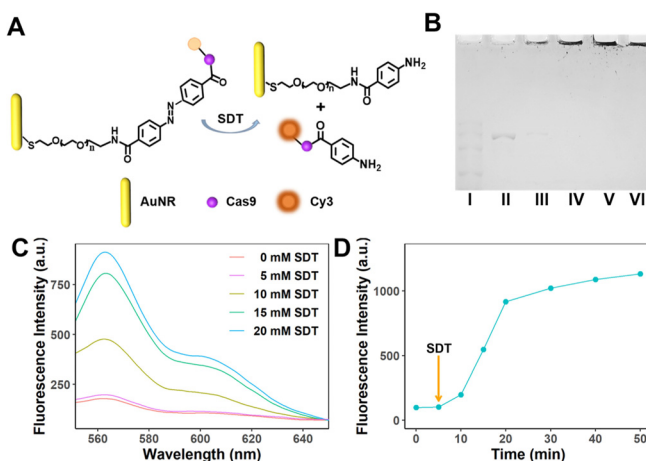 A
B
NH₂
S
O
O
n
H
N
O
N
N
O
SDT
S
O
O
n
H
N
O
NH₂
+
O
NH₂
AuNR
Cas9
Cy3
I II III IV V VI
C
Fluorescence Intensity (a.u.)
750
500
250
560 580 600 620 640
Wavelength (nm)
0 mM SDT
5 mM SDT
10 mM SDT
15 mM SDT
20 mM SDT
D
Fluorescence Intensity (a.u.)
1000
500
0
0 10 20 30 40 50
Time (min)
SDT